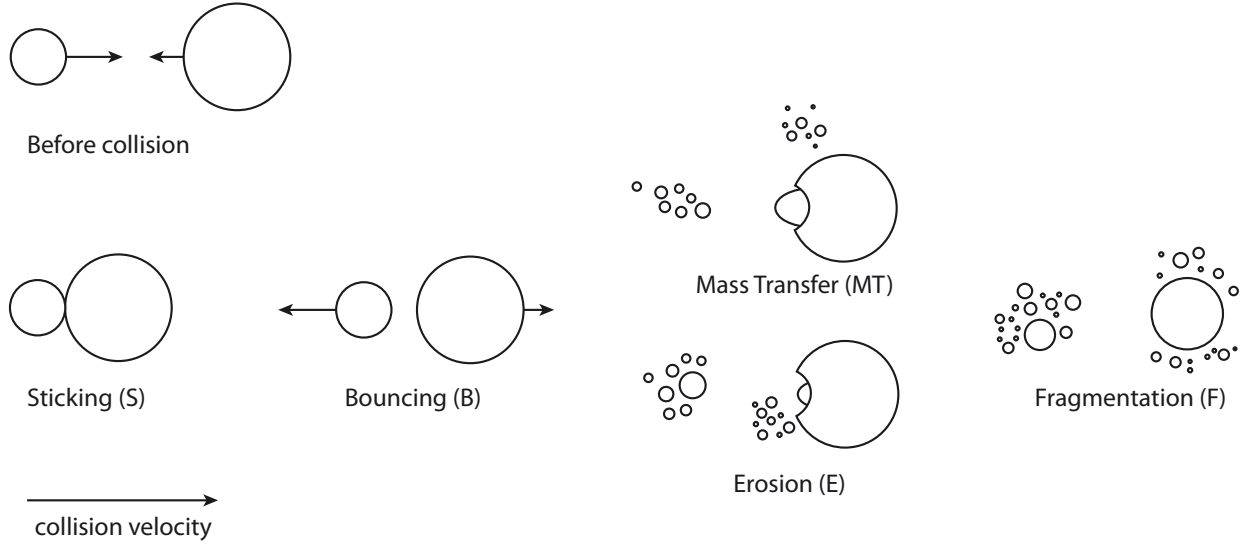 Before collision
Mass Transfer (MT)
Sticking (S)
Bouncing (B)
Fragmentation (F)
Erosion (E)
collision velocity